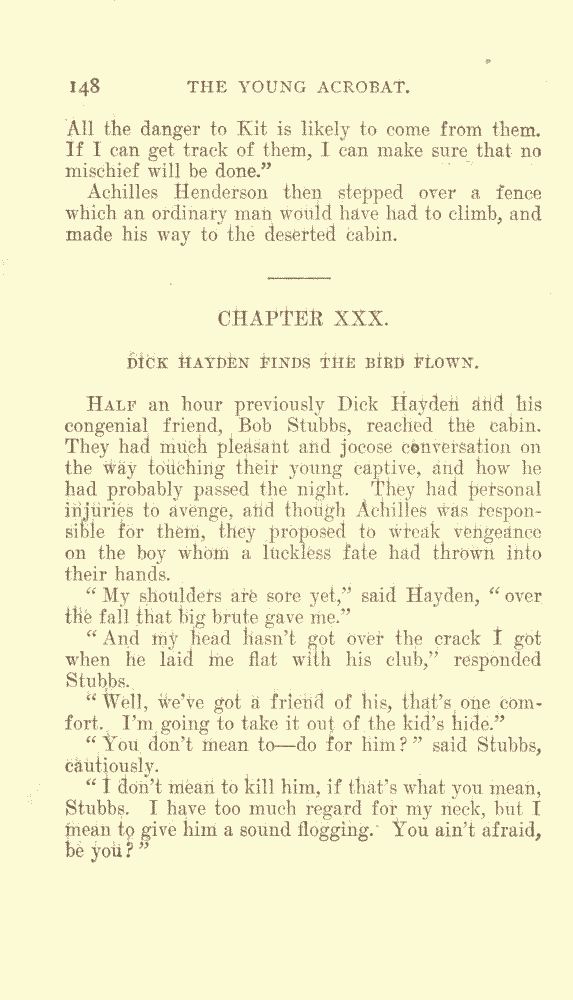 148 THE YOUNG ACROBAT.
All the danger to Kit is likely to come from them.
If I can get track of them, I can make sure that no
mischief will be done.”
Achilles Henderson then stepped over a fence
which an ordinary man would have had to climb, and
made his way to the deserted cabin.
CHAPTER XXX.
DICK HAYDEN FINDS THE BIRD FLOWN.
HALF an hour previously Dick Hayden and his
congenial friend, Bob Stubbs, reached the cabin.
They had much pleasant and jocose conversation on
the way touching their young captive, and how he
had probably passed the night. They had personal
injuries to avenge, and though Achilles was respon-
sible for them, they proposed to wreak vengeance
on the boy whom a luckless fate had thrown into
their hands.
“My shoulders are sore yet,” said Hayden, “over
the fall that big brute gave me.”
“And my head hasn’t got over the crack I got
when he laid me flat with his club,” responded
Stubbs.
“Well, we’ve got a friend of his, that’s one com-
fort. I’m going to take it out of the kid’s hide.”
“You don’t mean to—do for him?” said Stubbs,
cautiously.
“I don’t mean to kill him, if that’s what you mean,
Stubbs. I have too much regard for my neck, but I
mean to give him a sound flogging. You ain’t afraid,
be you?”